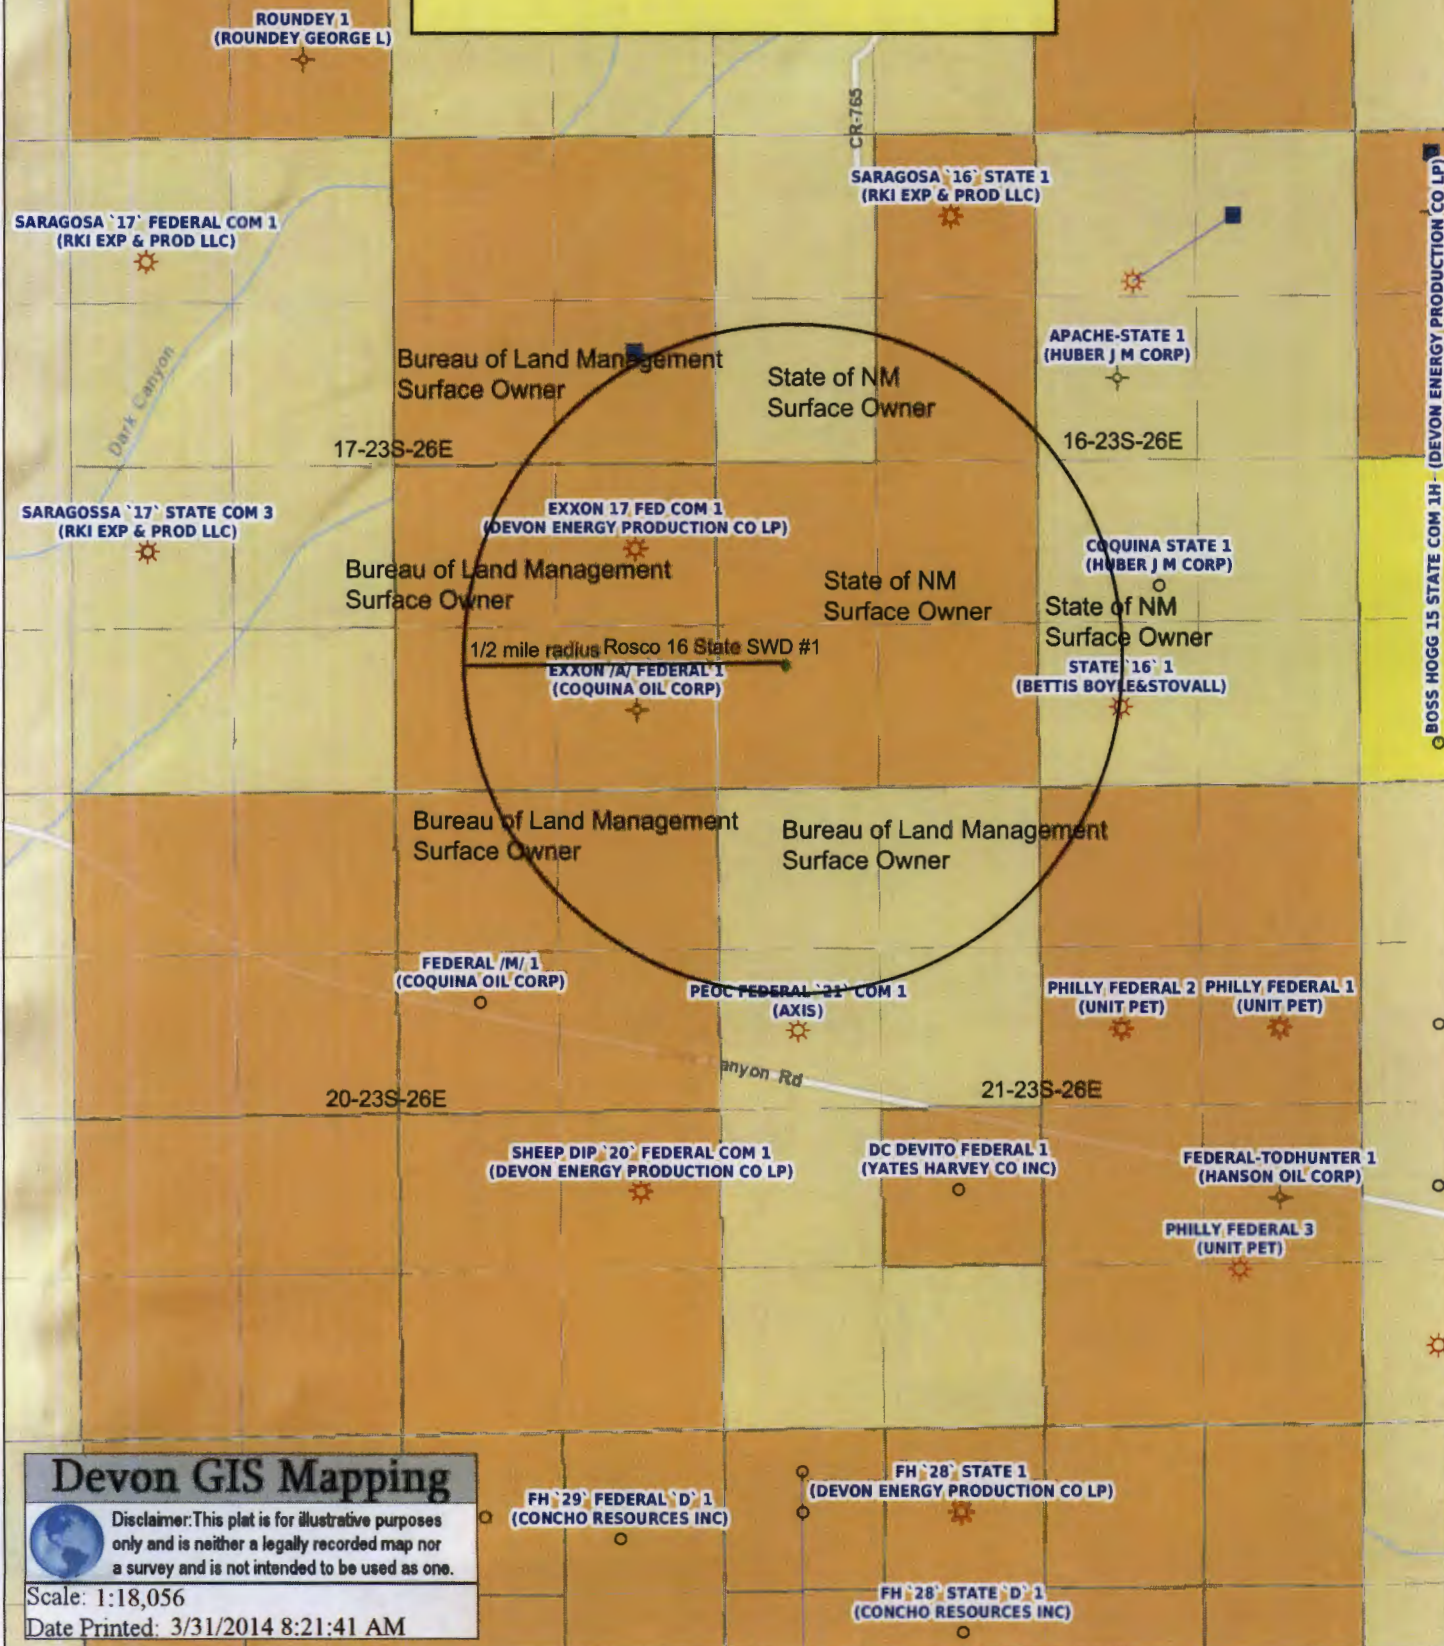 ROUNDEY 1
(ROUNDEY GEORGE L)
CR-765
SARAGOSA `16` STATE 1
(RKI EXP & PROD LLC)
SARAGOSA `17` FEDERAL COM 1
(RKI EXP & PROD LLC)
APACHE-STATE 1
(HUBER J M CORP)
BOSS HOGG 15 STATE COM 1H - (DEVON ENERGY PRODUCTION CO LP)
Dark Canyon
Bureau of Land Management
Surface Owner
State of NM
Surface Owner
17-23S-26E
16-23S-26E
SARAGOSSA `17` STATE COM 3
(RKI EXP & PROD LLC)
EXXON 17 FED COM 1
(DEVON ENERGY PRODUCTION CO LP)
COQUINA STATE 1
(HUBER J M CORP)
Bureau of Land Management
Surface Owner
State of NM
Surface Owner
State of NM
Surface Owner
1/2 mile radius Rosco 16 State SWD #1
EXXON /A/ FEDERAL 1
(COQUINA OIL CORP)
STATE `16` 1
(BETTIS BOYLE&STOVALL)
Bureau of Land Management
Surface Owner
Bureau of Land Management
Surface Owner
FEDERAL /M/ 1
(COQUINA OIL CORP)
PEOC FEDERAL `21` COM 1
(AXIS)
PHILLY FEDERAL 2
(UNIT PET)
PHILLY FEDERAL 1
(UNIT PET)
anyon Rd
20-23S-26E
21-23S-26E
SHEEP DIP `20` FEDERAL COM 1
(DEVON ENERGY PRODUCTION CO LP)
DC DEVITO FEDERAL 1
(YATES HARVEY CO INC)
FEDERAL-TODHUNTER 1
(HANSON OIL CORP)
PHILLY FEDERAL 3
(UNIT PET)
FH `28` STATE 1
(DEVON ENERGY PRODUCTION CO LP)
FH `29` FEDERAL `D` 1
(CONCHO RESOURCES INC)
FH `28` STATE `D` 1
(CONCHO RESOURCES INC)
Devon GIS Mapping
Disclaimer:This plat is for illustrative purposes
only and is neither a legally recorded map nor
a survey and is not intended to be used as one.
Scale: 1:18,056
Date Printed: 3/31/2014 8:21:41 AM